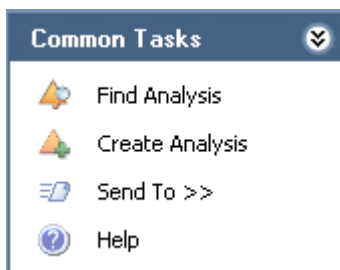 Common Tasks
Find Analysis
Create Analysis
Send To >>
Help